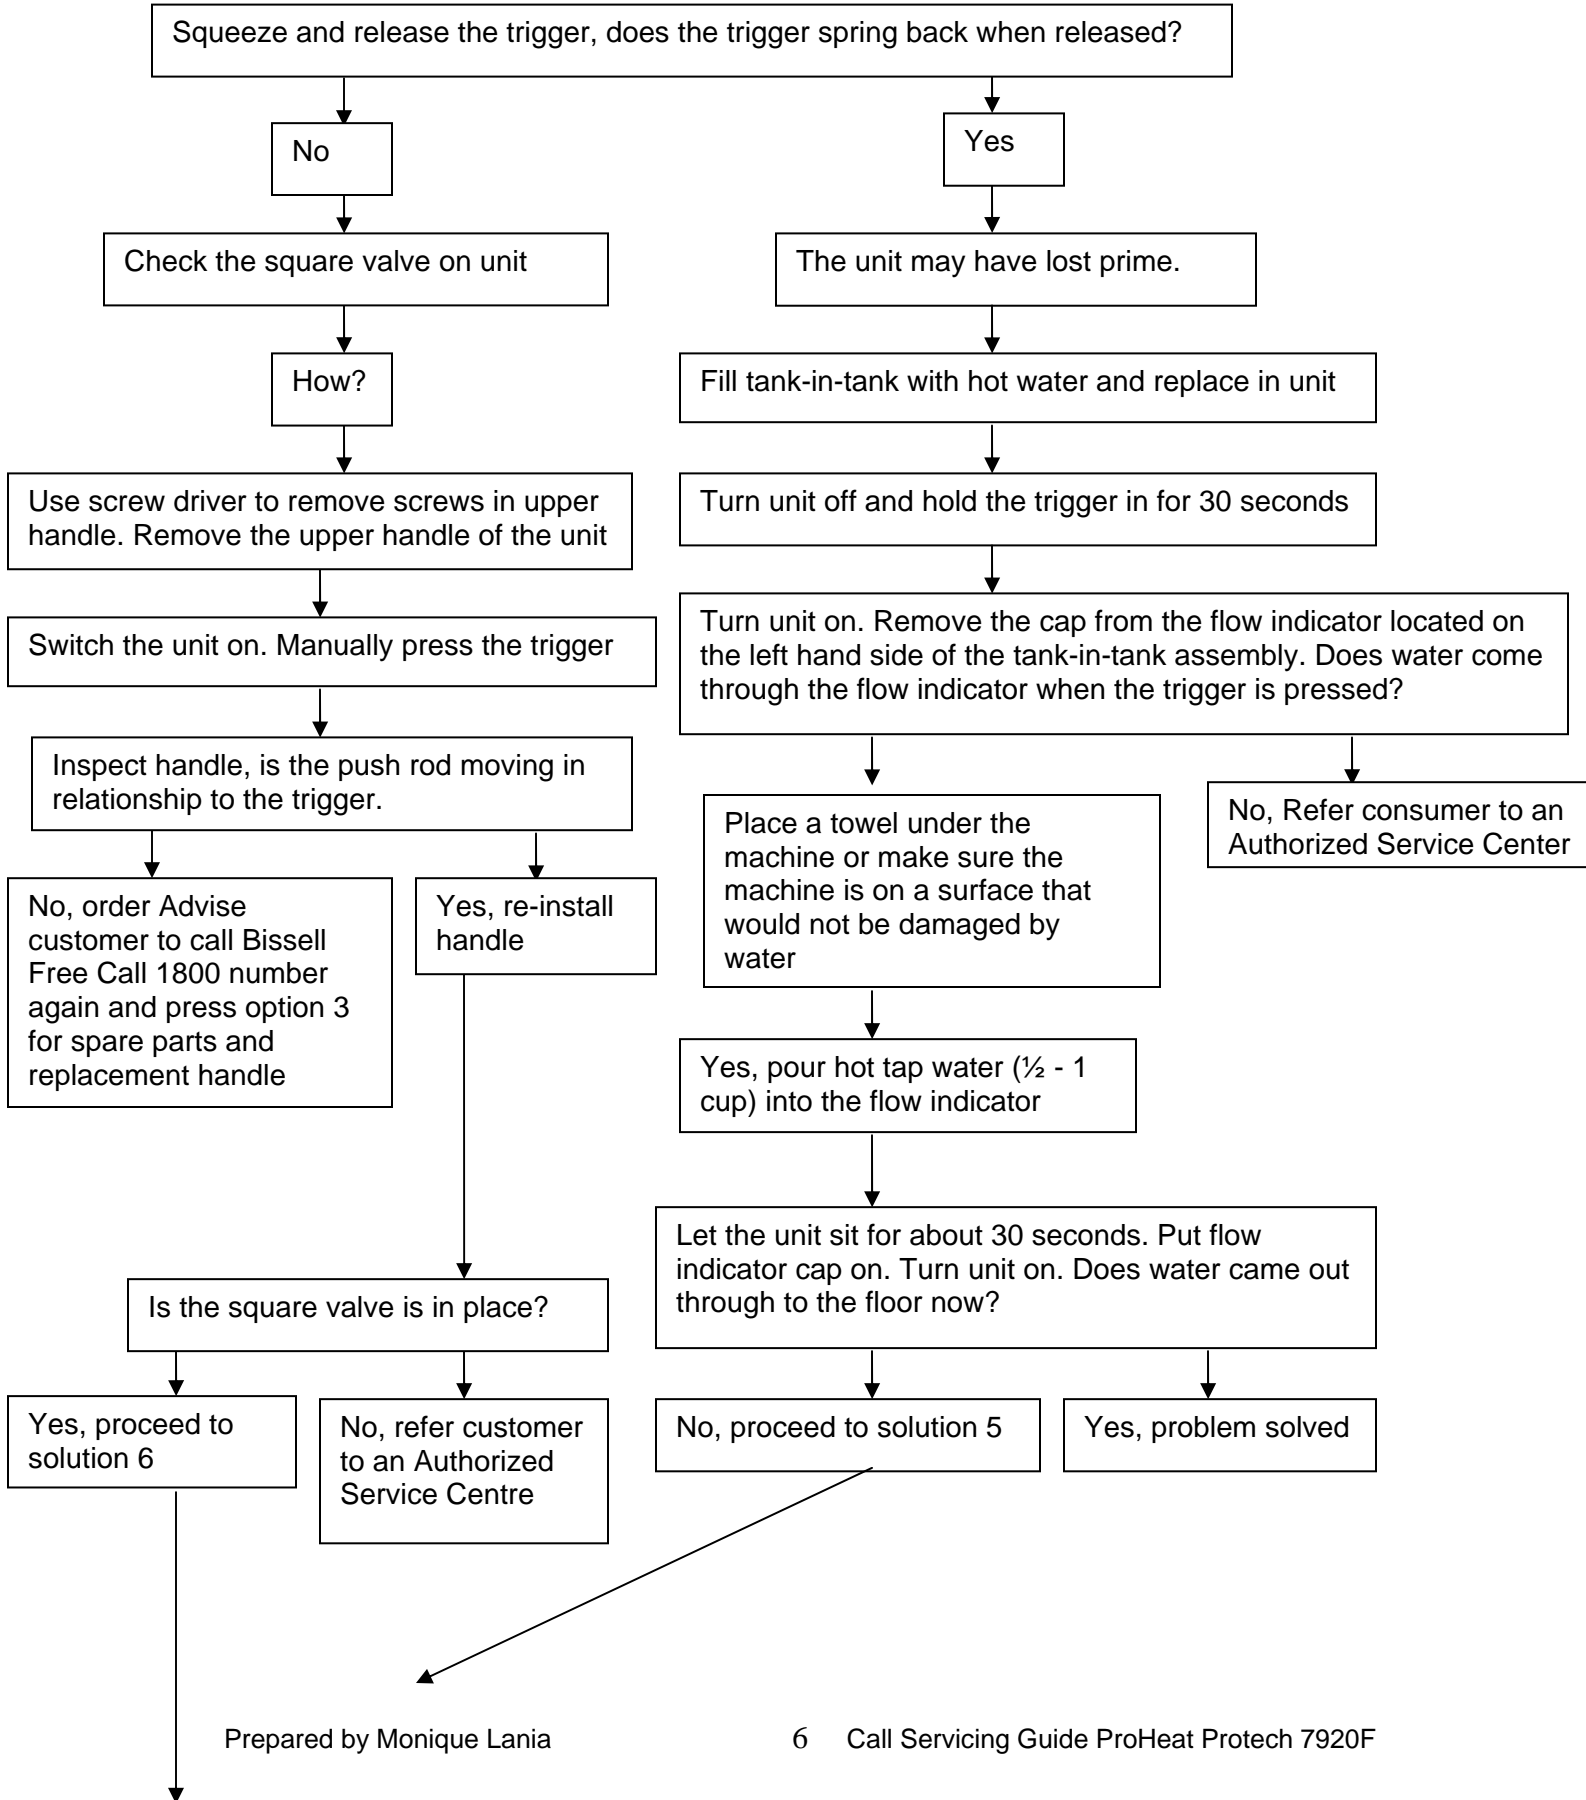 Squeeze and release the trigger, does the trigger spring back when released?
No
Yes
Check the square valve on unit
The unit may have lost prime.
How?
Fill tank-in-tank with hot water and replace in unit
Use screw driver to remove screws in upper
handle. Remove the upper handle of the unit
Turn unit off and hold the trigger in for 30 seconds
Switch the unit on. Manually press the trigger
Turn unit on. Remove the cap from the flow indicator located on
the left hand side of the tank-in-tank assembly. Does water come
through the flow indicator when the trigger is pressed?
Inspect handle, is the push rod moving in
relationship to the trigger.
No, Refer consumer to an
Authorized Service Center
Place a towel under the
machine or make sure the
machine is on a surface that
would not be damaged by
water
No, order Advise
customer to call Bissell
Free Call 1800 number
again and press option 3
for spare parts and
replacement handle
Yes, re-install
handle
Yes, pour hot tap water (½ - 1
cup) into the flow indicator
Let the unit sit for about 30 seconds. Put flow
indicator cap on. Turn unit on. Does water came out
through to the floor now?
Is the square valve is in place?
Yes, proceed to
solution 6
No, refer customer
to an Authorized
Service Centre
No, proceed to solution 5
Yes, problem solved
Prepared by Monique Lania
6
Call Servicing Guide ProHeat Protech 7920F